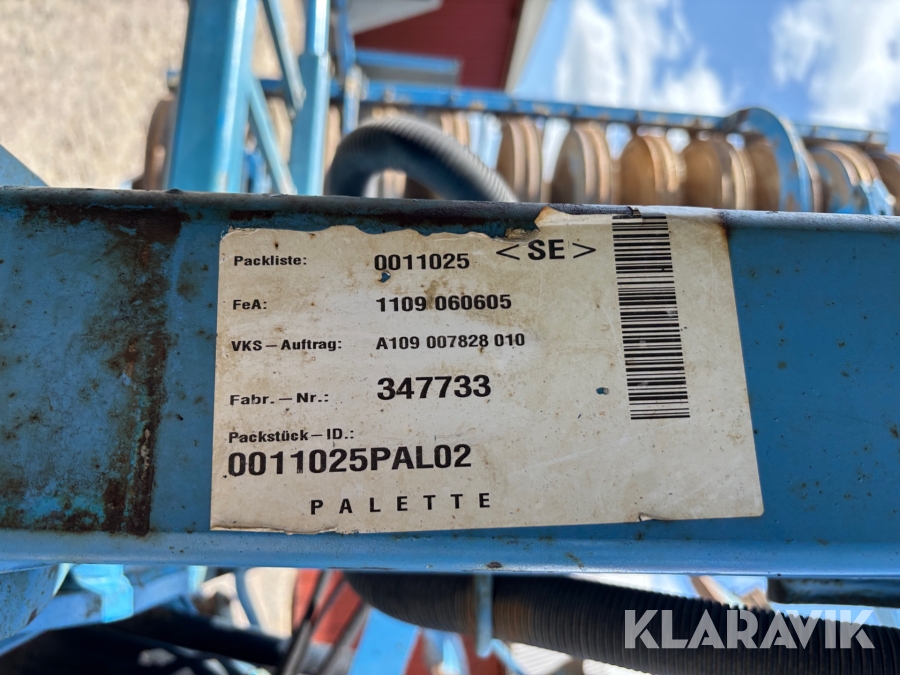 Packliste: 0011025 <SE>
FeA: 1109 060605
VKS-Auftrag: A109 007828 010
Fabr.-Nr.: 347733
Packstück-ID.:
0011025PAL02
PALETTE
KLARAVIK